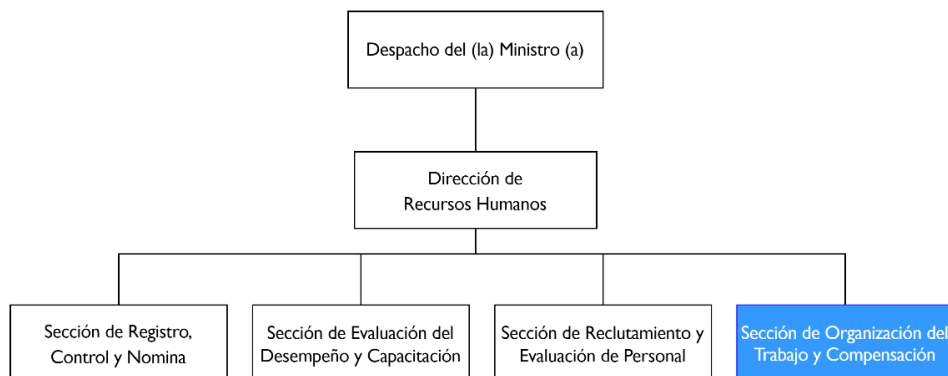 Despacho del (la) Ministro (a)
Dirección de
Recursos Humanos
Sección de Registro,
Control y Nomina
Sección de Evaluación del
Desempeño y Capacitación
Sección de Reclutamiento y
Evaluación de Personal
Sección de Organización del
Trabajo y Compensación